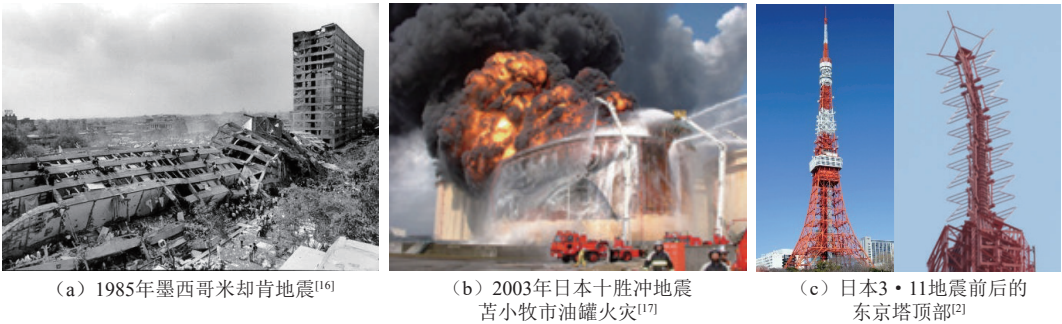 （a）1985年墨西哥米却肯地震[16]
（b）2003年日本十胜冲地震
苫小牧市油罐火灾[17]
（c）日本3·11地震前后的
东京塔顶部[2]